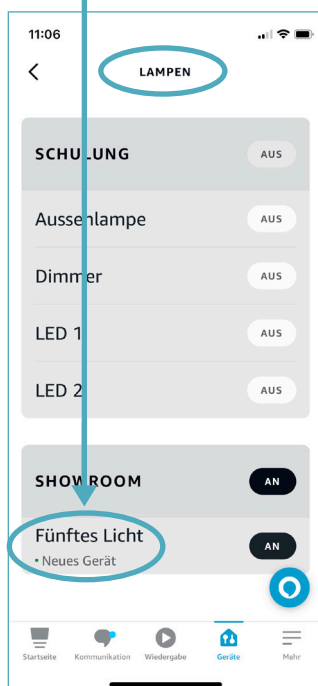 11:06
LAMPEN
SCHULUNG AUS
Aussenlampe AUS
Dimmer AUS
LED 1 AUS
LED 2 AUS
SHOWROOM AN
Fünftes Licht AN
• Neues Gerät
Startseite Kommunikation Wiedergabe Geräte Mehr